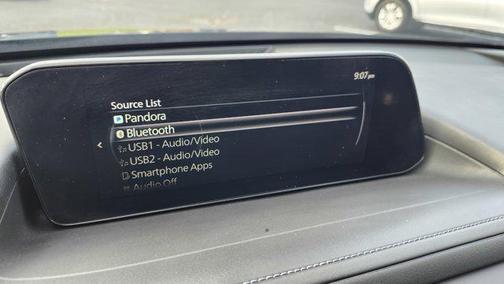 9:07 pm
Source List
Pandora
Bluetooth
USB1 - Audio/Video
USB2 - Audio/Video
Smartphone Apps
Audio Off